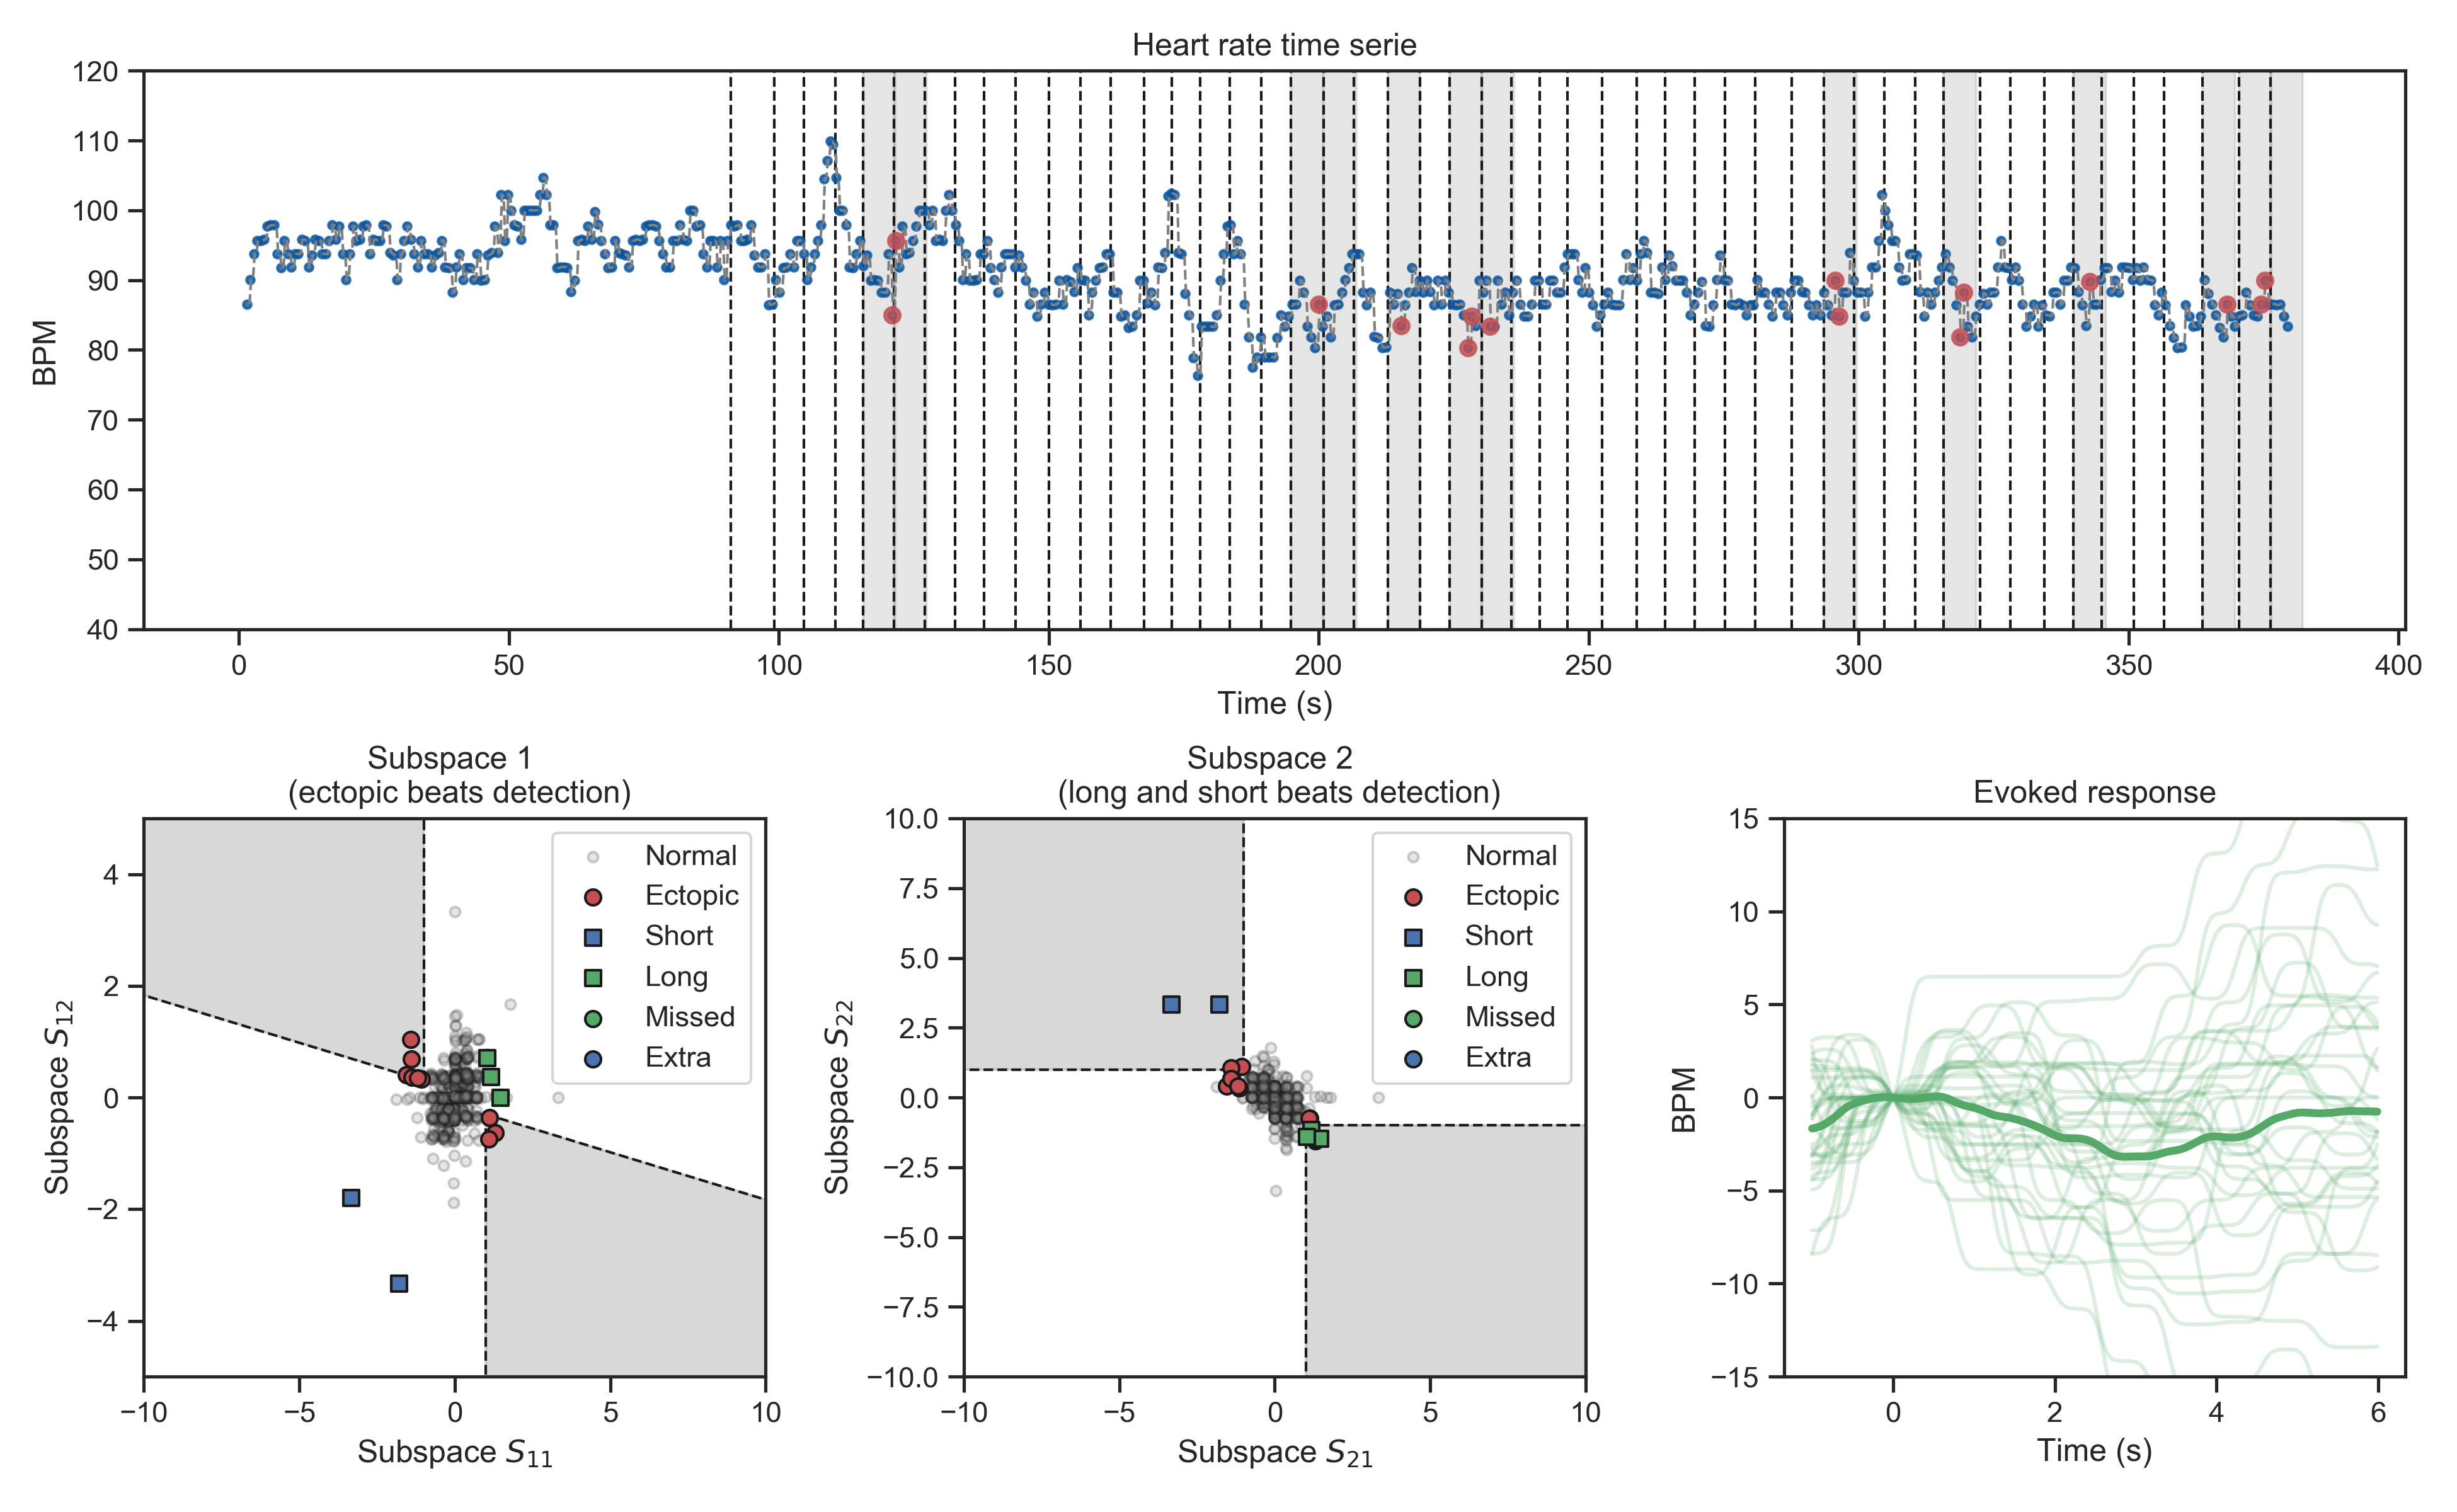 Heart rate time serie
120
110
100
90
80
70
60
50
40
BPM
0 50 100 150 200 250 300 350 400
Time (s)
Subspace 1
(ectopic beats detection)
4
2
0
−2
−4
Subspace S12
−10 −5 0 5 10
Subspace S11
Normal
Ectopic
Short
Long
Missed
Extra
Subspace 2
(long and short beats detection)
10.0
7.5
5.0
2.5
0.0
−2.5
−5.0
−7.5
−10.0
Subspace S22
−10 −5 0 5 10
Subspace S21
Normal
Ectopic
Short
Long
Missed
Extra
Evoked response
15
10
5
0
−5
−10
−15
BPM
0 2 4 6
Time (s)